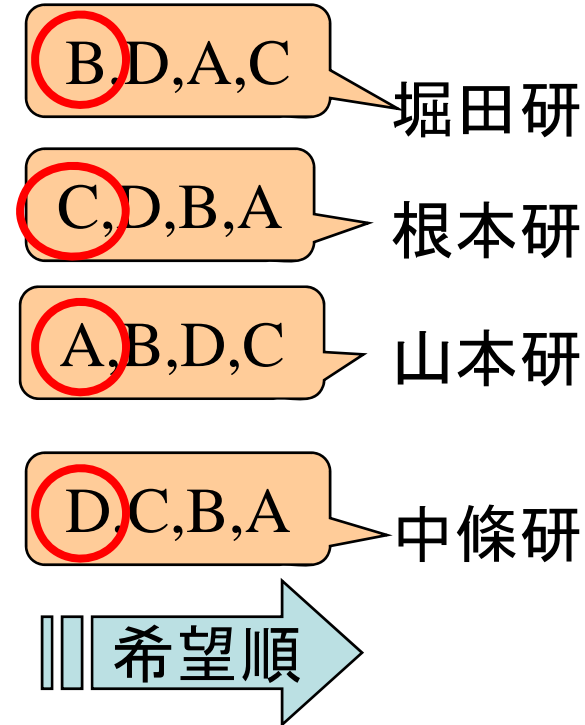 B,D,A,C
堀田研
C,D,B,A
根本研
A,B,D,C
山本研
D,C,B,A
中條研
希望順